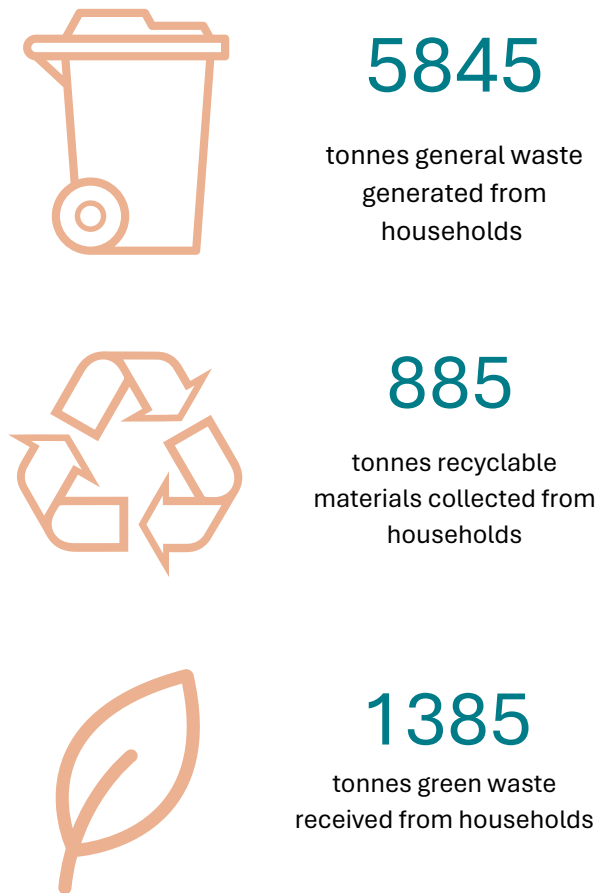 5845
tonnes general waste
generated from
households
885
tonnes recyclable
materials collected from
households
1385
tonnes green waste
received from households